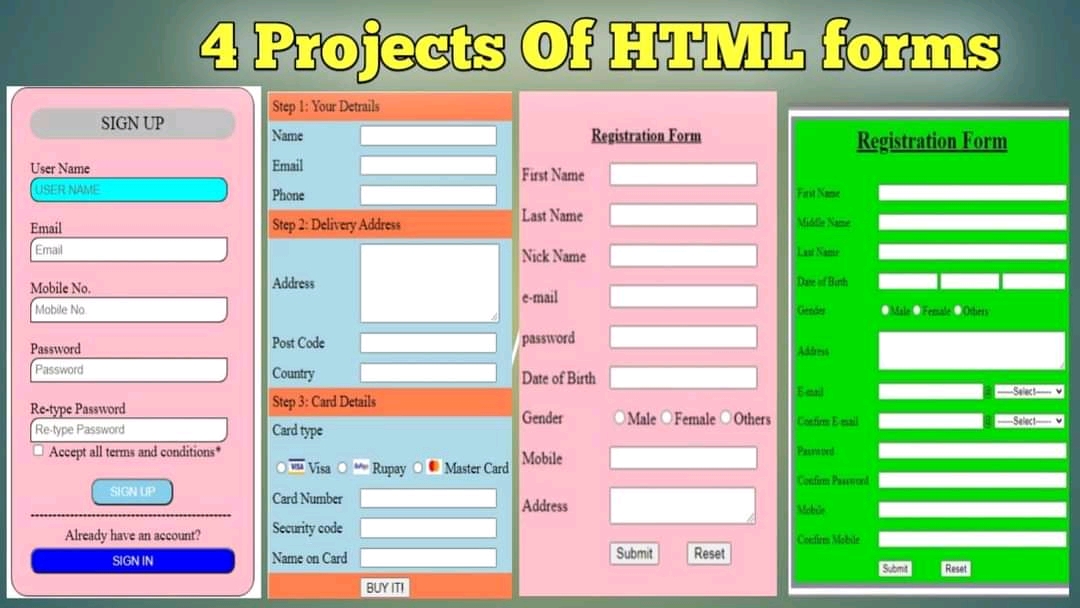 4 Projects Of HTML forms
SIGN UP
User Name
USER NAME
Email
Email
Mobile No.
Mobile No.
Password
Password
Re-type Password
Re-type Password
Accept all terms and conditions*
SIGN UP
Already have an account?
SIGN IN
Step 1: Your Detrails
Name
Email
Phone
Step 2: Delivery Address
Address
Post Code
Country
Step 3: Card Details
Card type
VISA Visa RuPay Rupay Master Card
Card Number
Security code
Name on Card
BUY IT!
Registration Form
First Name
Last Name
Nick Name
e-mail
password
Date of Birth
Gender Male Female Others
Mobile
Address
Submit Reset
Registration Form
First Name
Middle Name
Last Name
Date of Birth
Gender Male Female Others
Address
E-mail @ -----Select-----
Confirm E-mail @ -----Select-----
Password
Confirm Password
Mobile
Confirm Mobile
Submit Reset